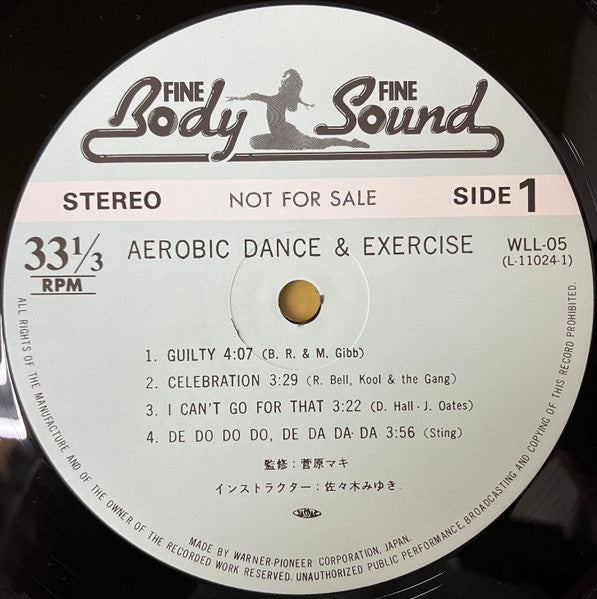 FINE Body FINE Sound
STEREO NOT FOR SALE SIDE 1
33 1/3 RPM
AEROBIC DANCE & EXERCISE
WLL-05
(L-11024-1)
1. GUILTY 4:07 (B. R. & M. Gibb)
2. CELEBRATION 3:29 (R. Bell, Kool & the Gang)
3. I CAN'T GO FOR THAT 3:22 (D. Hall · J. Oates)
4. DE DO DO DO, DE DA DA DA 3:56 (Sting)
監修：菅原マキ
インストラクター：佐々木みゆき
ALL RIGHTS OF THE MANUFACTURE AND OF THE OWNER OF THE RECORDED WORK RESERVED. UNAUTHORIZED PUBLIC PERFORMANCE, BROADCASTING AND COPYING OF THIS RECORD PROHIBITED.
MADE BY WARNER-PIONEER CORPORATION, JAPAN.